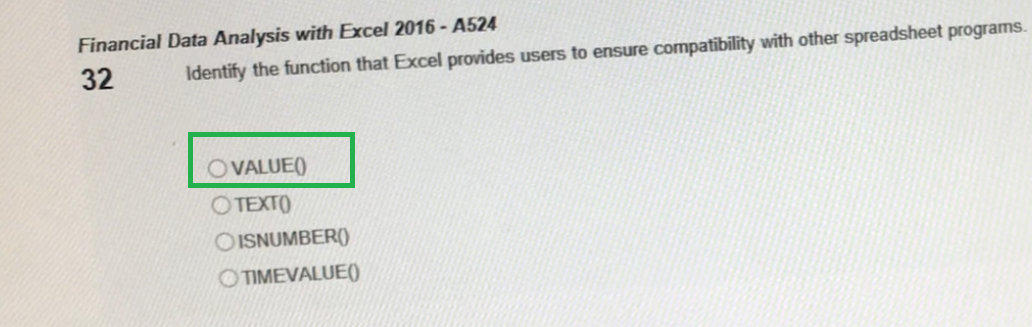 Financial Data Analysis with Excel 2016 - A524
32 Identify the function that Excel provides users to ensure compatibility with other spreadsheet programs.
VALUE()
TEXT()
ISNUMBER()
TIMEVALUE()